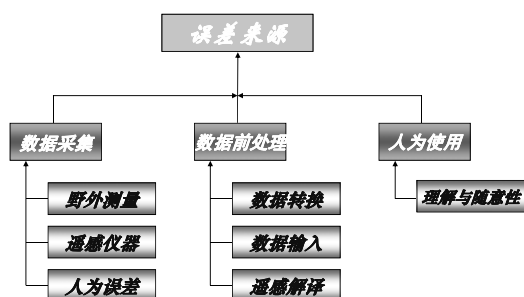 误差来源
数据采集
数据前处理
人为使用
野外测量
数据转换
理解与随意性
遥感仪器
数据输入
人为误差
遥感解译